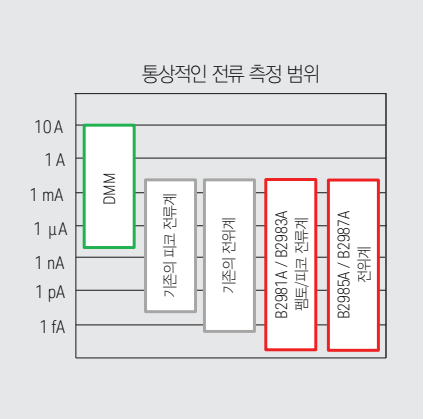 통상적인 전류 측정 범위
10 A
1 A
1 mA
1 µA
1 nA
1 pA
1 fA
DMM
기존의 피코 전류계
기존의 전위계
B2981A / B2983A
펨토/피코 전류계
B2985A / B2987A
전위계